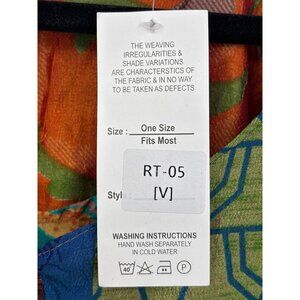 THE WEAVING
IRREGULARITIES &
SHADE VARIATIONS
ARE CHARACTERSTICS OF
THE FABRIC & IN NO WAY
TO BE TAKEN AS DEFECTS
Size : One Size
Fits Most
RT-05
Style [V]
WASHING INSTRUCTIONS
HAND WASH SEPARATELY
IN COLD WATER
40 P